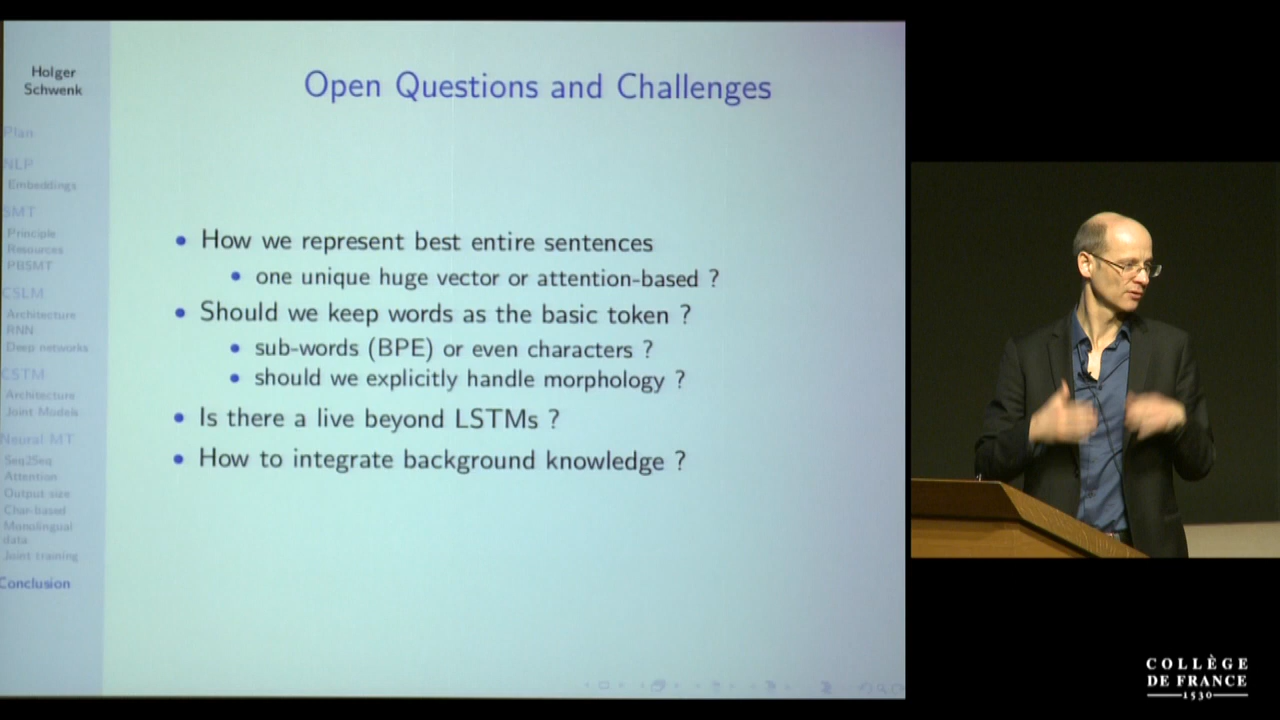 Holger
Schwenk
Plan
NLP
Embeddings
SMT
Principle
Resources
PBSMT
CSLM
Architecture
RNN
Deep networks
CSTM
Architecture
Joint Models
Neural MT
Seq2Seq
Attention
Output size
Char-based
Monolingual
data
Joint training
Conclusion
Open Questions and Challenges
How we represent best entire sentences
one unique huge vector or attention-based ?
Should we keep words as the basic token ?
sub-words (BPE) or even characters ?
should we explicitly handle morphology ?
Is there a live beyond LSTMs ?
How to integrate background knowledge ?
COLLÈGE
DE FRANCE
1530